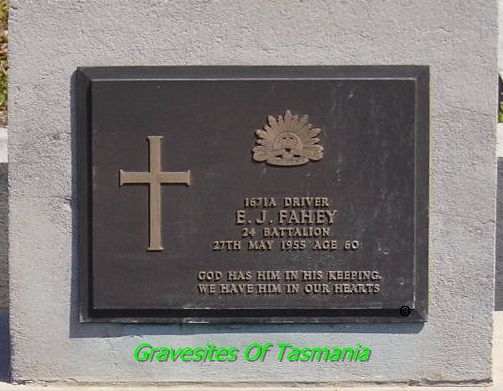 1671A DRIVER
E. J. FAHEY
24 BATTALION
27TH MAY 1955 AGE 60
GOD HAS HIM IN HIS KEEPING.
WE HAVE HIM IN OUR HEARTS
Gravesites Of Tasmania